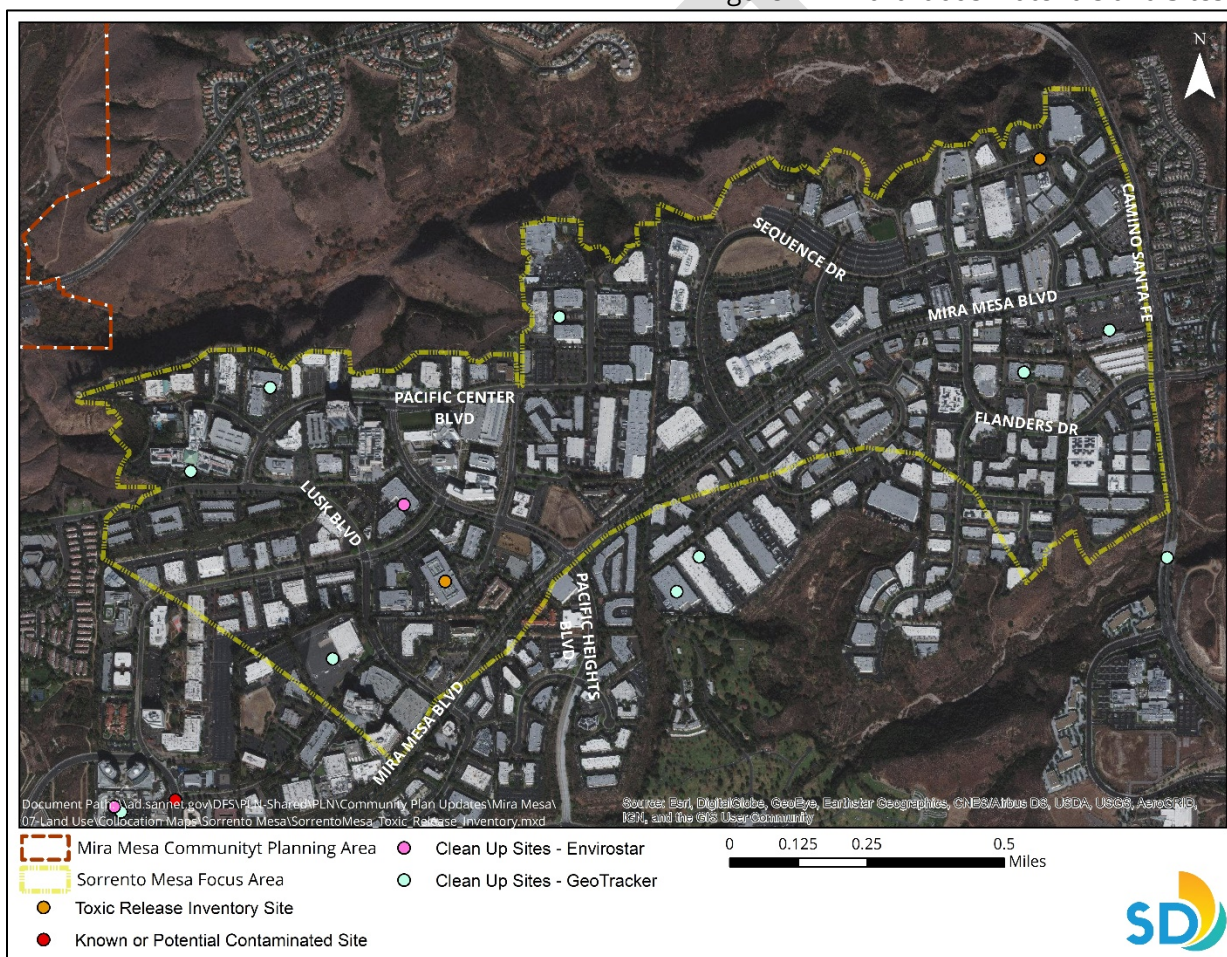 N
CAMINO SANTA FE
SEQUENCE DR
MIRA MESA BLVD
PACIFIC CENTER
BLVD
FLANDERS DR
LUSK BLVD
PACIFIC HEIGHTS
BLVD
MIRA MESA BLVD
Document Path: \\ad.sannet.gov\DFS\PLN-Shared\PLN\Community Plan Updates\Mira Mesa\
07-Land Use\Collocation Maps\Sorrento Mesa\SorrentoMesa_Toxic_Release_Inventory.mxd
Source: Esri, DigitalGlobe, GeoEye, Earthstar Geographics, CNES/Airbus DS, USDA, USGS, AeroGRID,
IGN, and the GIS User Community
Mira Mesa Communityt Planning Area
Sorrento Mesa Focus Area
Toxic Release Inventory Site
Known or Potential Contaminated Site
Clean Up Sites - Envirostar
Clean Up Sites - GeoTracker
0 0.125 0.25 0.5
Miles
SD